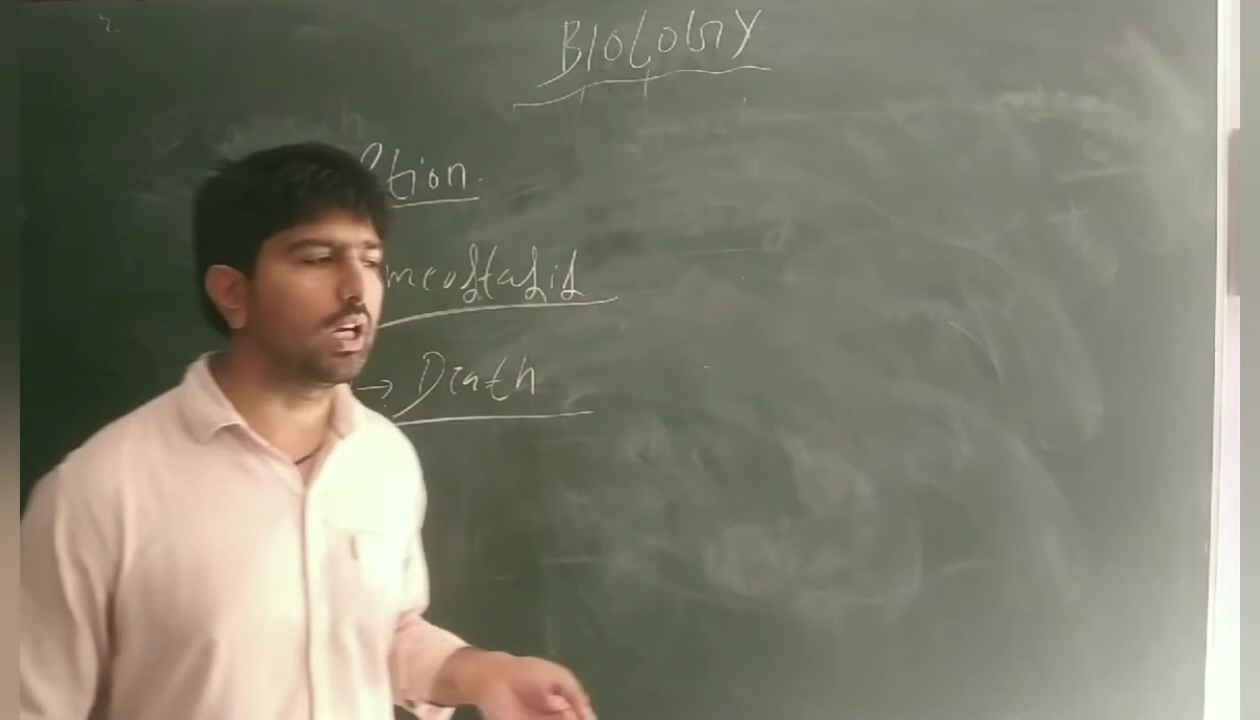 BIOLOGY
tion.
meostasis
→ Death